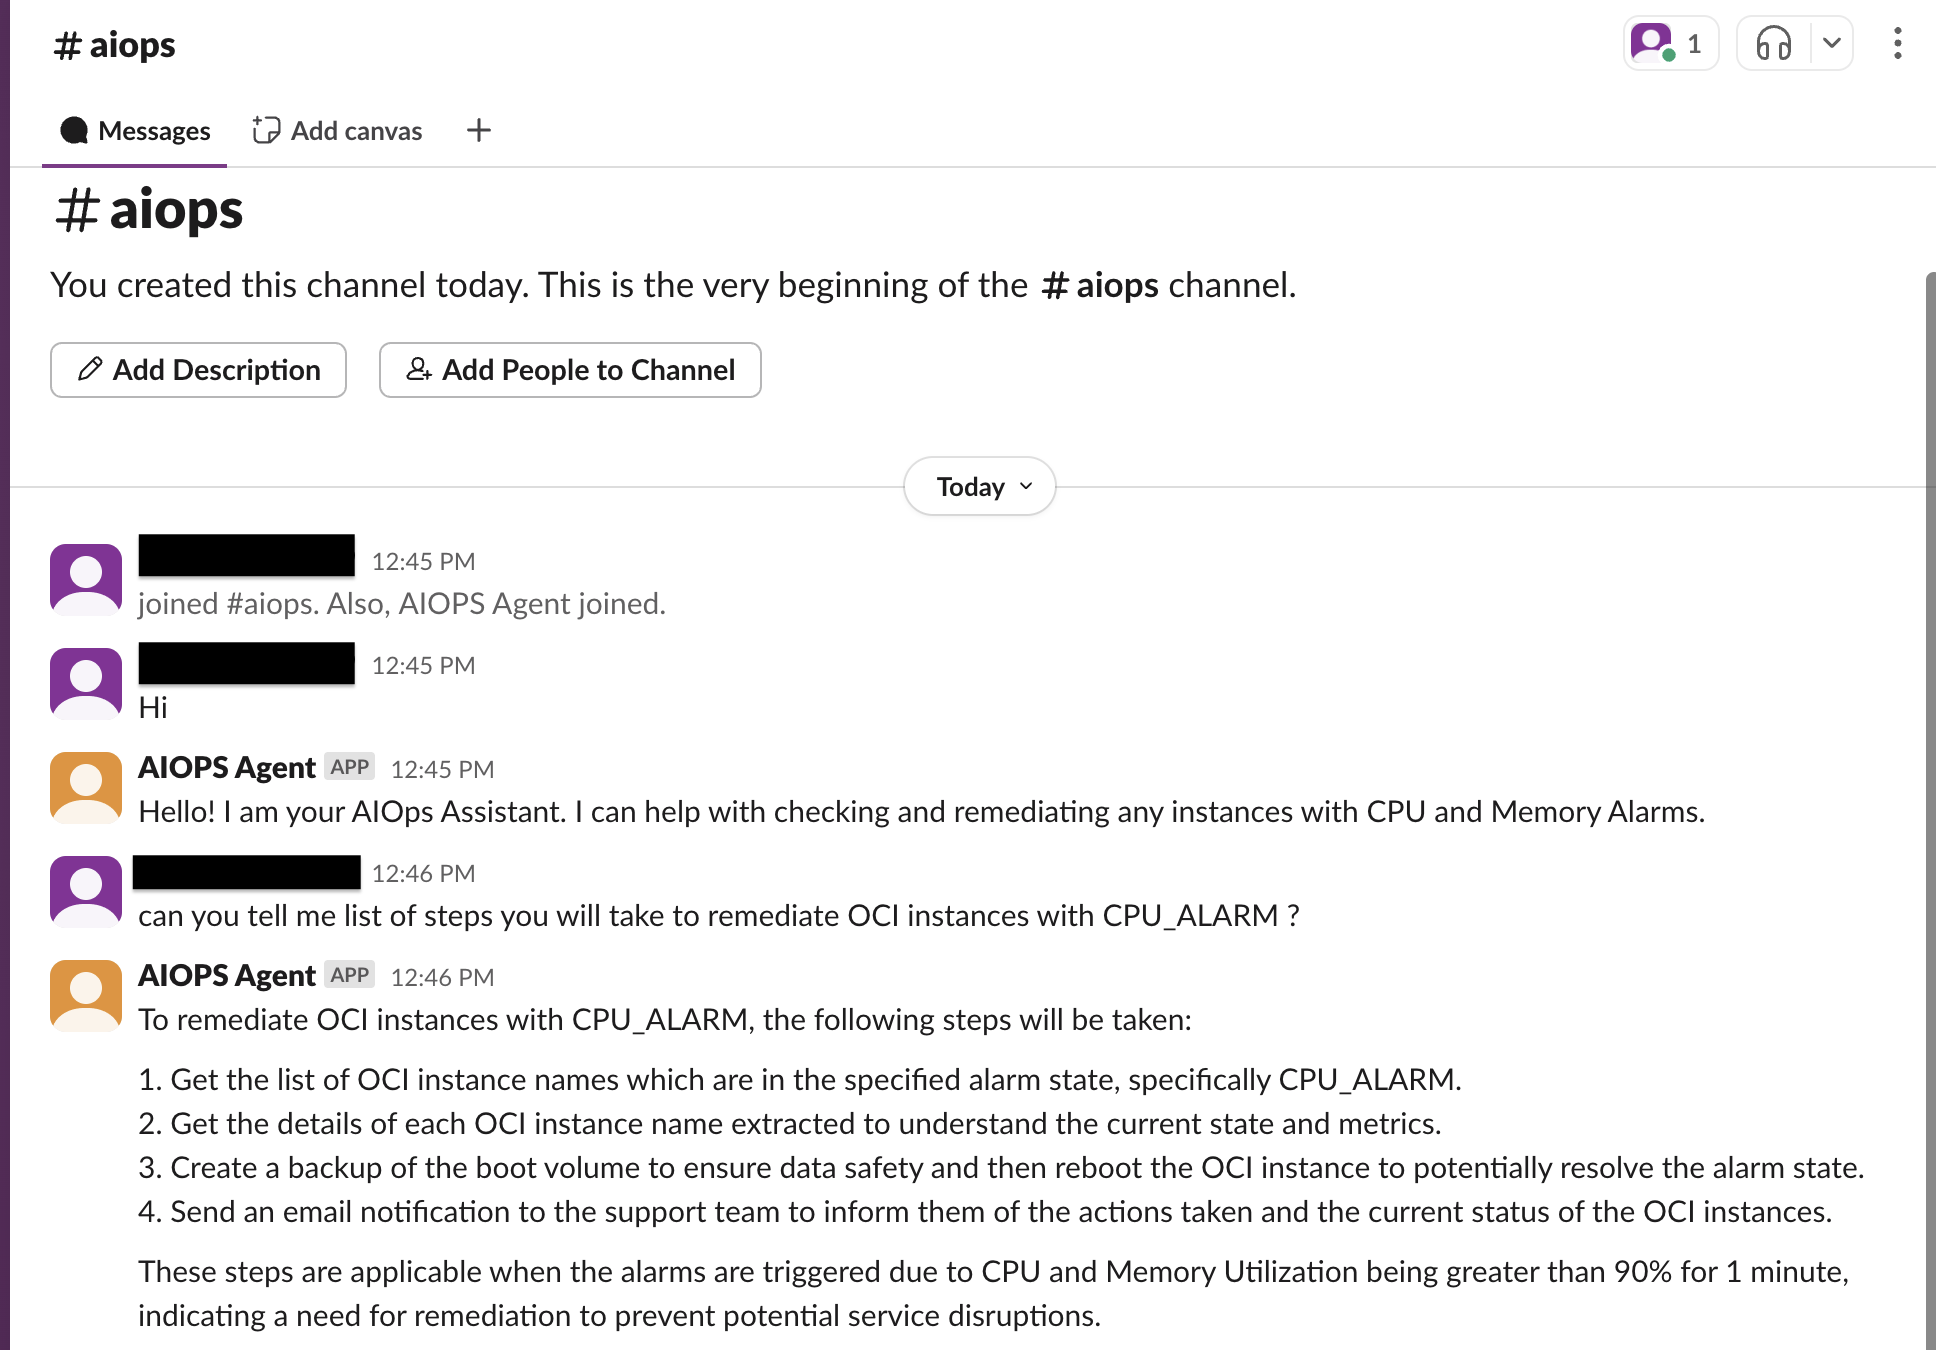 # aiops
1
Messages
Add canvas
# aiops
You created this channel today. This is the very beginning of the # aiops channel.
Add Description
Add People to Channel
Today
12:45 PM
joined #aiops. Also, AIOPS Agent joined.
12:45 PM
Hi
AIOPS Agent APP 12:45 PM
Hello! I am your AIOps Assistant. I can help with checking and remediating any instances with CPU and Memory Alarms.
12:46 PM
can you tell me list of steps you will take to remediate OCI instances with CPU_ALARM ?
AIOPS Agent APP 12:46 PM
To remediate OCI instances with CPU_ALARM, the following steps will be taken:
1. Get the list of OCI instance names which are in the specified alarm state, specifically CPU_ALARM.
2. Get the details of each OCI instance name extracted to understand the current state and metrics.
3. Create a backup of the boot volume to ensure data safety and then reboot the OCI instance to potentially resolve the alarm state.
4. Send an email notification to the support team to inform them of the actions taken and the current status of the OCI instances.
These steps are applicable when the alarms are triggered due to CPU and Memory Utilization being greater than 90% for 1 minute,
indicating a need for remediation to prevent potential service disruptions.